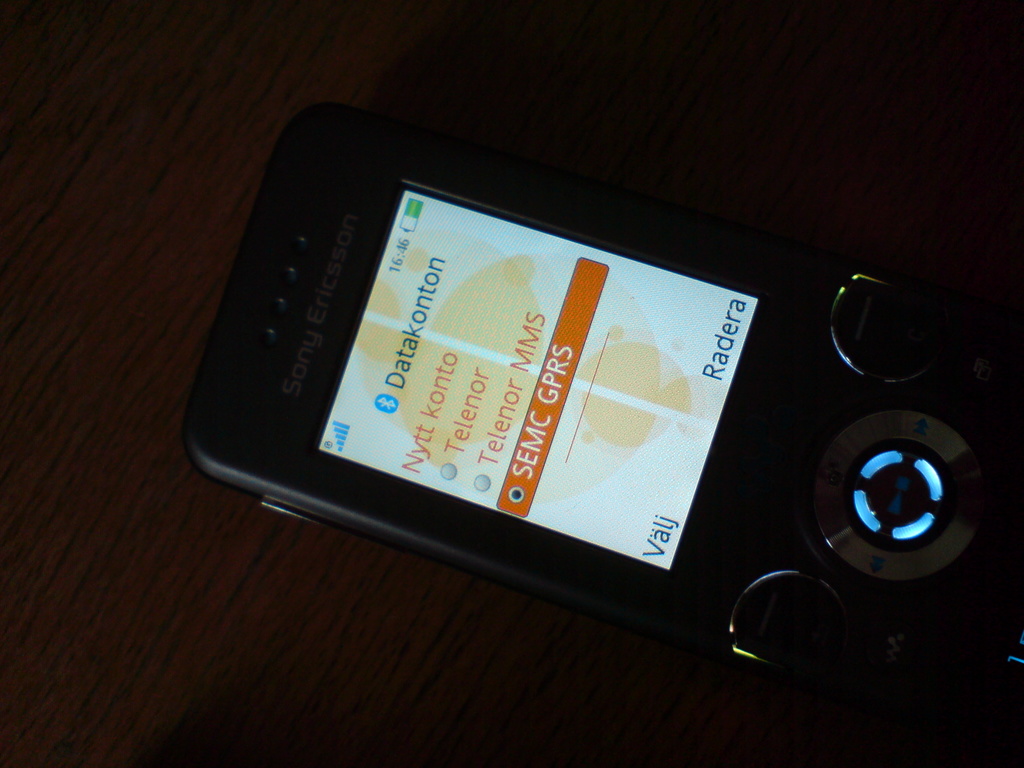 Sony Ericsson
16:46
Datakonton
Nytt konto
Telenor
Telenor MMS
SEMC GPRS
Välj Radera